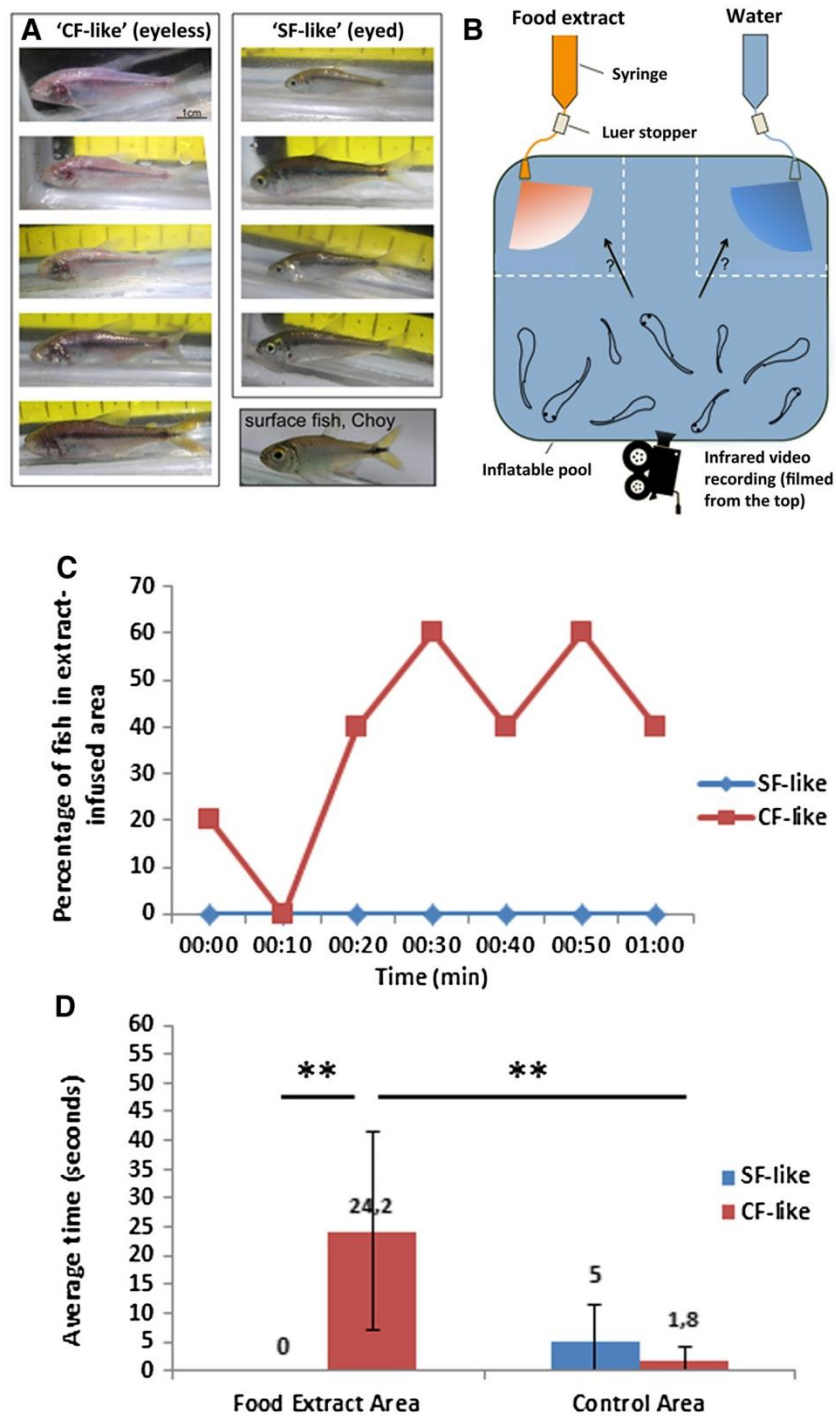 A
'CF-like' (eyeless)
'SF-like' (eyed)
1cm
surface fish, Choy
B
Food extract
Water
Syringe
Luer stopper
?
?
Inflatable pool
Infrared video
recording (filmed
from the top)
C
Percentage of fish in extract-
infused area
70
60
50
40
30
20
10
0
00:00 00:10 00:20 00:30 00:40 00:50 01:00
Time (min)
SF-like
CF-like
D
Average time (seconds)
60
55
50
45
40
35
30
25
20
15
10
5
0
**
**
0
24,2
5
1,8
SF-like
CF-like
Food Extract Area
Control Area